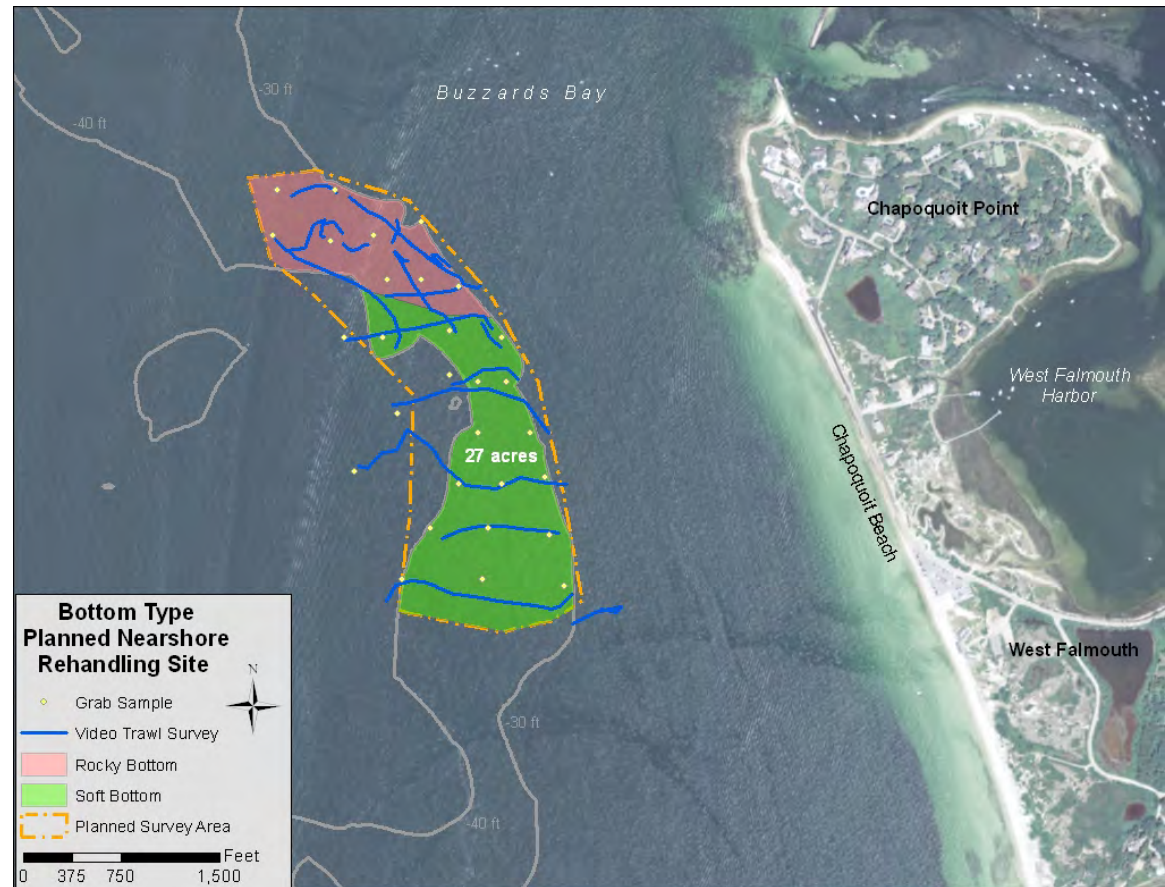 -30 ft
Buzzards Bay
-40 ft
Chapoquoit Point
West Falmouth
Harbor
Chapoquoit Beach
27 acres
West Falmouth
-30 ft
-40 ft
Bottom Type
Planned Nearshore
Rehandling Site
N
Grab Sample
Video Trawl Survey
Rocky Bottom
Soft Bottom
Planned Survey Area
Feet
0 375 750 1,500